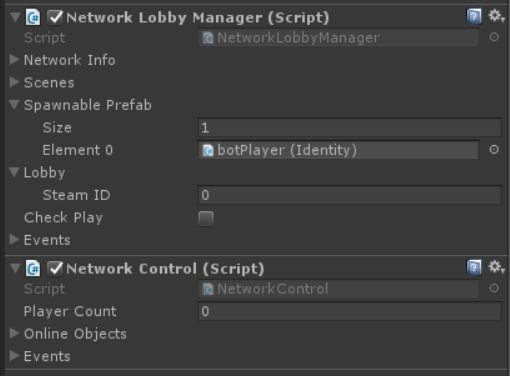 Network Lobby Manager (Script)
Script NetworkLobbyManager
Network Info
Scenes
Spawnable Prefab
Size 1
Element 0 botPlayer (Identity)
Lobby
Steam ID 0
Check Play
Events
Network Control (Script)
Script NetworkControl
Player Count 0
Online Objects
Events